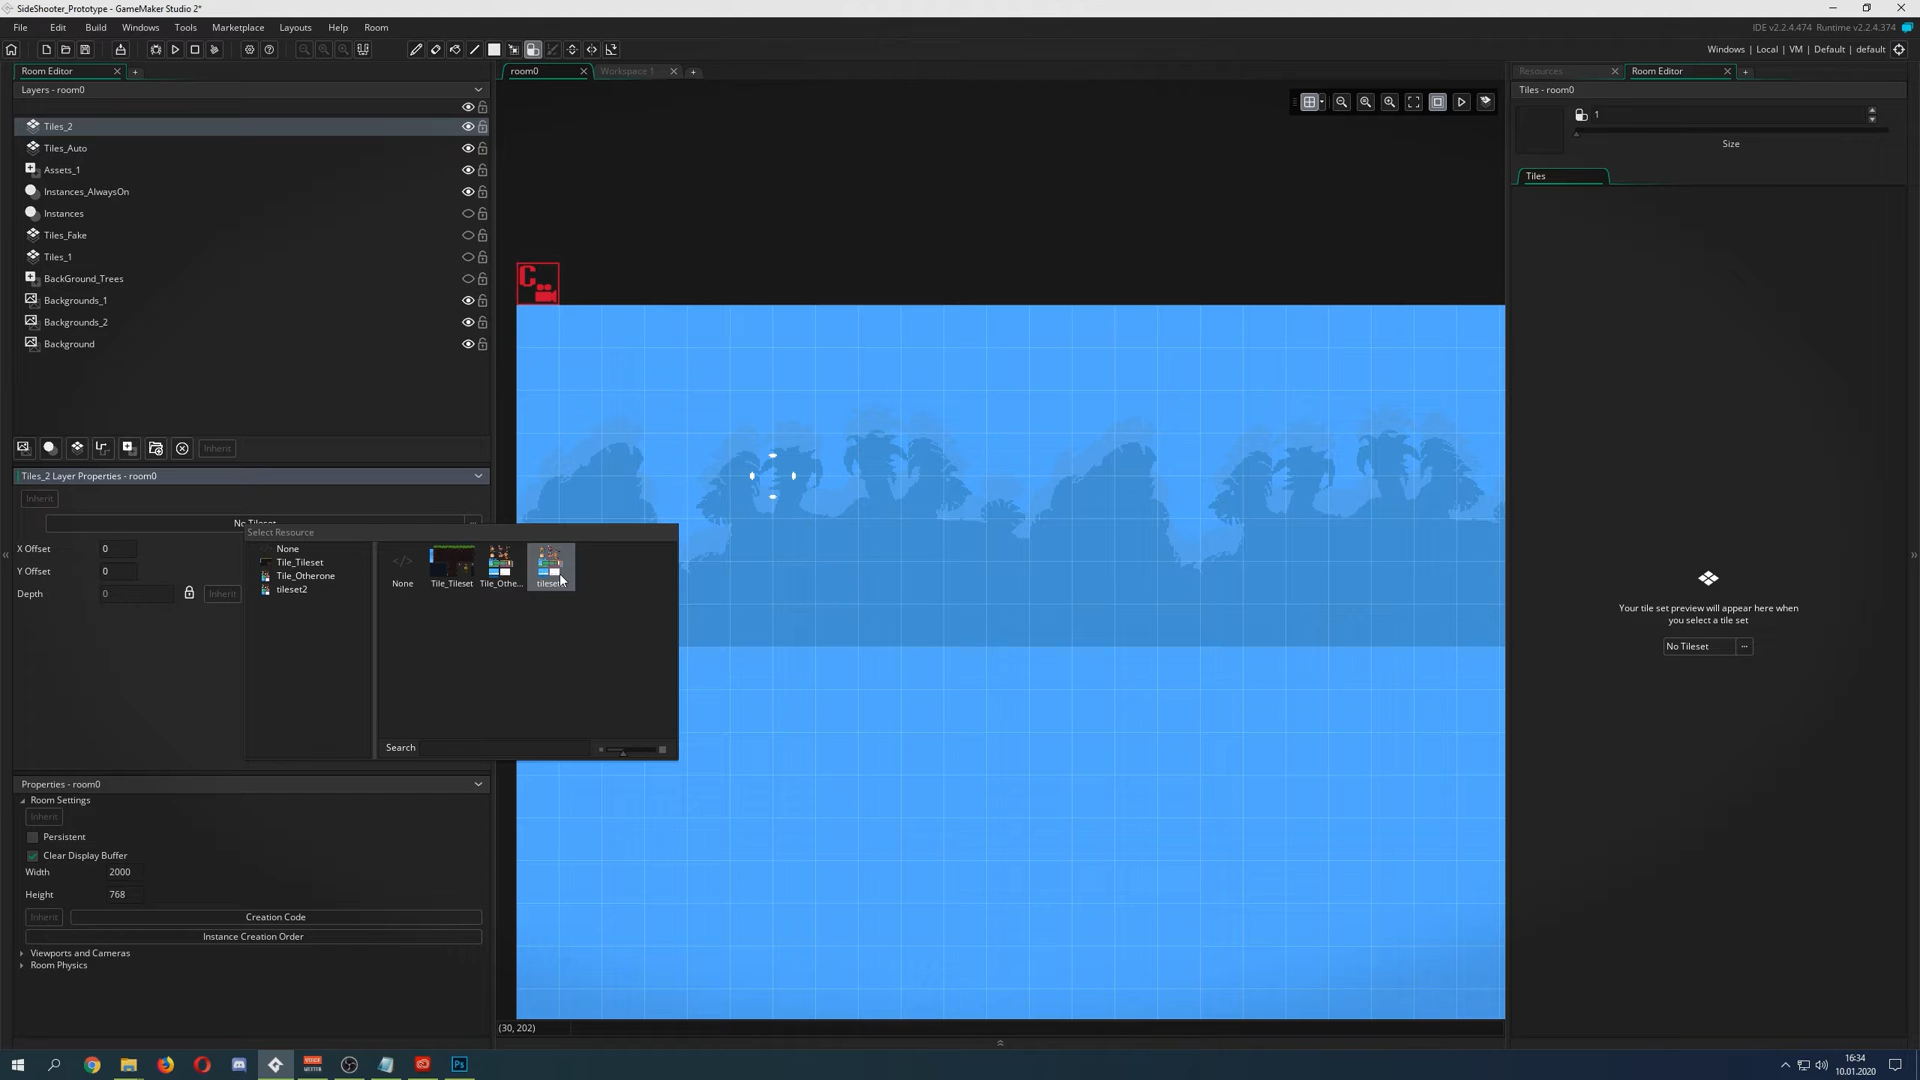 SideShooter_Prototype - GameMaker Studio 2*
File Edit Build Windows Tools Marketplace Layouts Help Room
IDE v2.2.4.474 Runtime v2.2.4.374
Windows | Local | VM | Default | default
Room Editor
room0
Workspace 1
Resources
Room Editor
Layers - room0
Tiles - room0
1
Size
Tiles
Tiles_2
Tiles_Auto
Assets_1
Instances_AlwaysOn
Instances
Tiles_Fake
Tiles_1
BackGround_Trees
Backgrounds_1
Backgrounds_2
Background
C
Inherit
Tiles_2 Layer Properties - room0
Inherit
No Tileset
X Offset 0
Y Offset 0
Depth 0 Inherit
Select Resource
None
Tile_Tileset
Tile_Otherone
tileset2
None
Tile_Tileset
Tile_Othe...
Search
Your tile set preview will appear here when
you select a tile set
No Tileset ...
Properties - room0
Room Settings
Inherit
Persistent
Clear Display Buffer
Width 2000
Height 768
Inherit Creation Code
Instance Creation Order
Viewports and Cameras
Room Physics
(30, 202)
Ps
16:34
10.01.2020